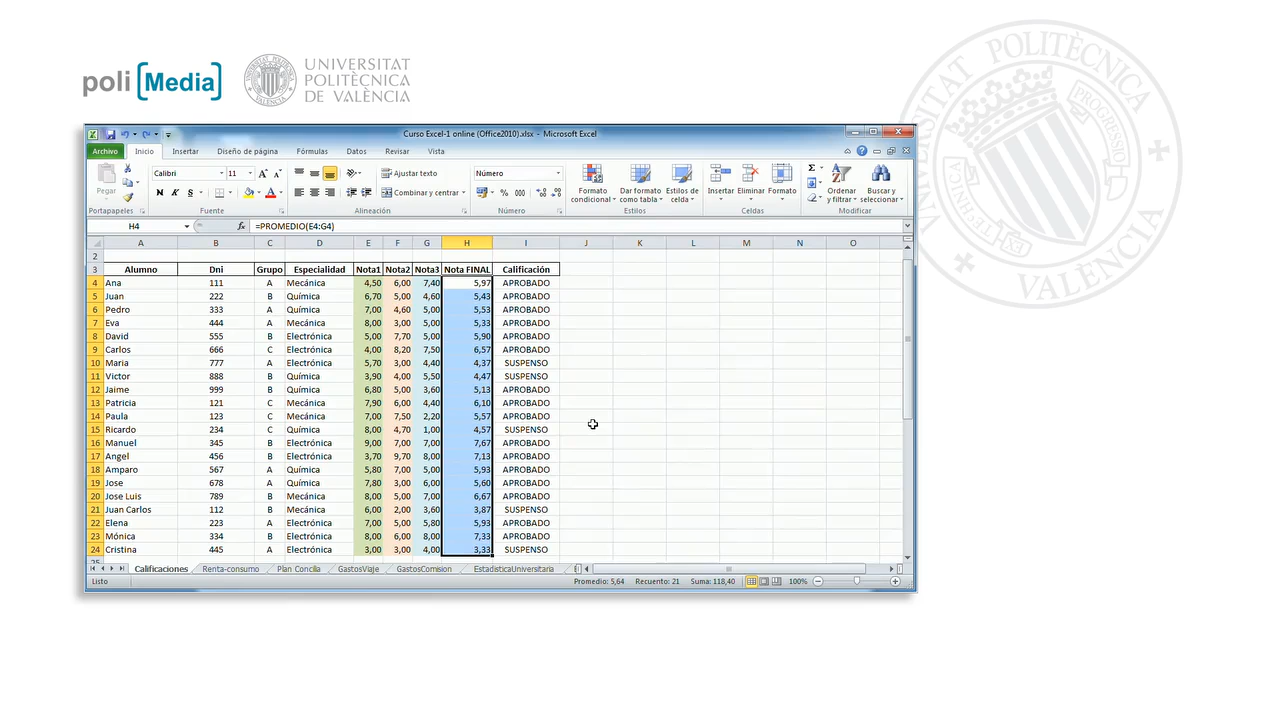 poli [Media]
UNIVERSITAT
POLITÈCNICA
DE VALÈNCIA
UNIVERSITAT POLITÈCNICA
DE VALÈNCIA
Curso Excel-1 online (Office2010).xlsx - Microsoft Excel
Archivo Inicio Insertar Diseño de página Fórmulas Datos Revisar Vista
Pegar
Calibri 11
N K S
Ajustar texto
Combinar y centrar
Número
% 000
Formato condicional
Dar formato como tabla
Estilos de celda
Insertar Eliminar Formato
Ordenar y filtrar
Buscar y seleccionar
Portapapeles Fuente Alineación Número Estilos Celdas Modificar
H4 fx =PROMEDIO(E4:G4)
A B C D E F G H I J K L M N O
2
3 Alumno Dni Grupo Especialidad Nota1 Nota2 Nota3 Nota FINAL Calificación
4 Ana 111 A Mecánica 4,50 6,00 7,40 5,97 APROBADO
5 Juan 222 B Química 6,70 5,00 4,60 5,43 APROBADO
6 Pedro 333 A Química 7,00 4,60 5,00 5,53 APROBADO
7 Eva 444 A Mecánica 8,00 3,00 5,00 5,33 APROBADO
8 David 555 B Electrónica 5,00 7,70 5,00 5,90 APROBADO
9 Carlos 666 C Electrónica 4,00 8,20 7,50 6,57 APROBADO
10 Maria 777 A Electrónica 5,70 3,00 4,40 4,37 SUSPENSO
11 Victor 888 B Química 3,90 4,00 5,50 4,47 SUSPENSO
12 Jaime 999 B Química 6,80 5,00 3,60 5,13 APROBADO
13 Patricia 121 C Mecánica 7,90 6,00 4,40 6,10 APROBADO
14 Paula 123 C Mecánica 7,00 7,50 2,20 5,57 APROBADO
15 Ricardo 234 C Química 8,00 4,70 1,00 4,57 SUSPENSO
16 Manuel 345 B Electrónica 9,00 7,00 7,00 7,67 APROBADO
17 Angel 456 B Electrónica 3,70 9,70 8,00 7,13 APROBADO
18 Amparo 567 A Química 5,80 7,00 5,00 5,93 APROBADO
19 Jose 678 A Química 7,80 3,00 6,00 5,60 APROBADO
20 Jose Luis 789 B Mecánica 8,00 5,00 7,00 6,67 APROBADO
21 Juan Carlos 112 B Mecánica 6,00 2,00 3,60 3,87 SUSPENSO
22 Elena 223 A Electrónica 7,00 5,00 5,80 5,93 APROBADO
23 Mónica 334 B Electrónica 8,00 6,00 8,00 7,33 APROBADO
24 Cristina 445 A Electrónica 3,00 3,00 4,00 3,33 SUSPENSO
Calificaciones Renta-consumo Plan Concilia GastosViaje GastosComision EstadísticaUniversitaria
Listo Promedio: 5,64 Recuento: 21 Suma: 118,40 100%